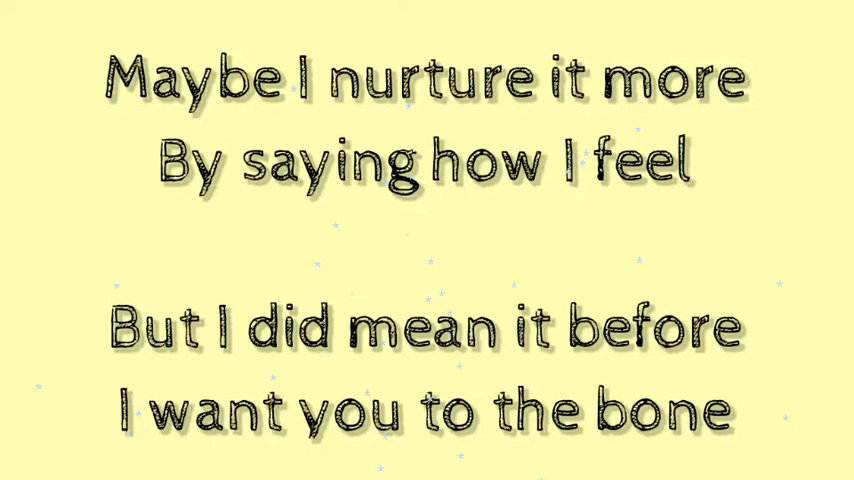 Maybe I nurture it more
By saying how I feel
But I did mean it before
I want you to the bone